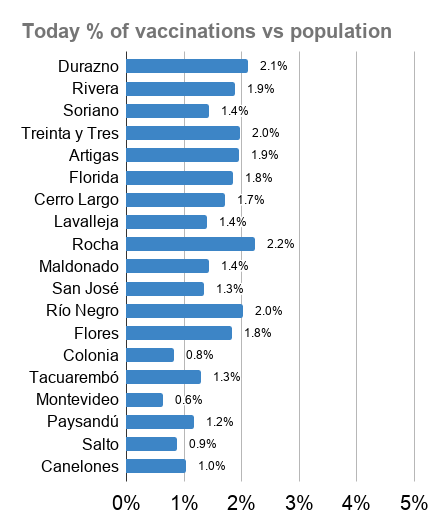 Today % of vaccinations vs population
Durazno 2.1%
Rivera 1.9%
Soriano 1.4%
Treinta y Tres 2.0%
Artigas 1.9%
Florida 1.8%
Cerro Largo 1.7%
Lavalleja 1.4%
Rocha 2.2%
Maldonado 1.4%
San José 1.3%
Río Negro 2.0%
Flores 1.8%
Colonia 0.8%
Tacuarembó 1.3%
Montevideo 0.6%
Paysandú 1.2%
Salto 0.9%
Canelones 1.0%
0% 1% 2% 3% 4% 5%